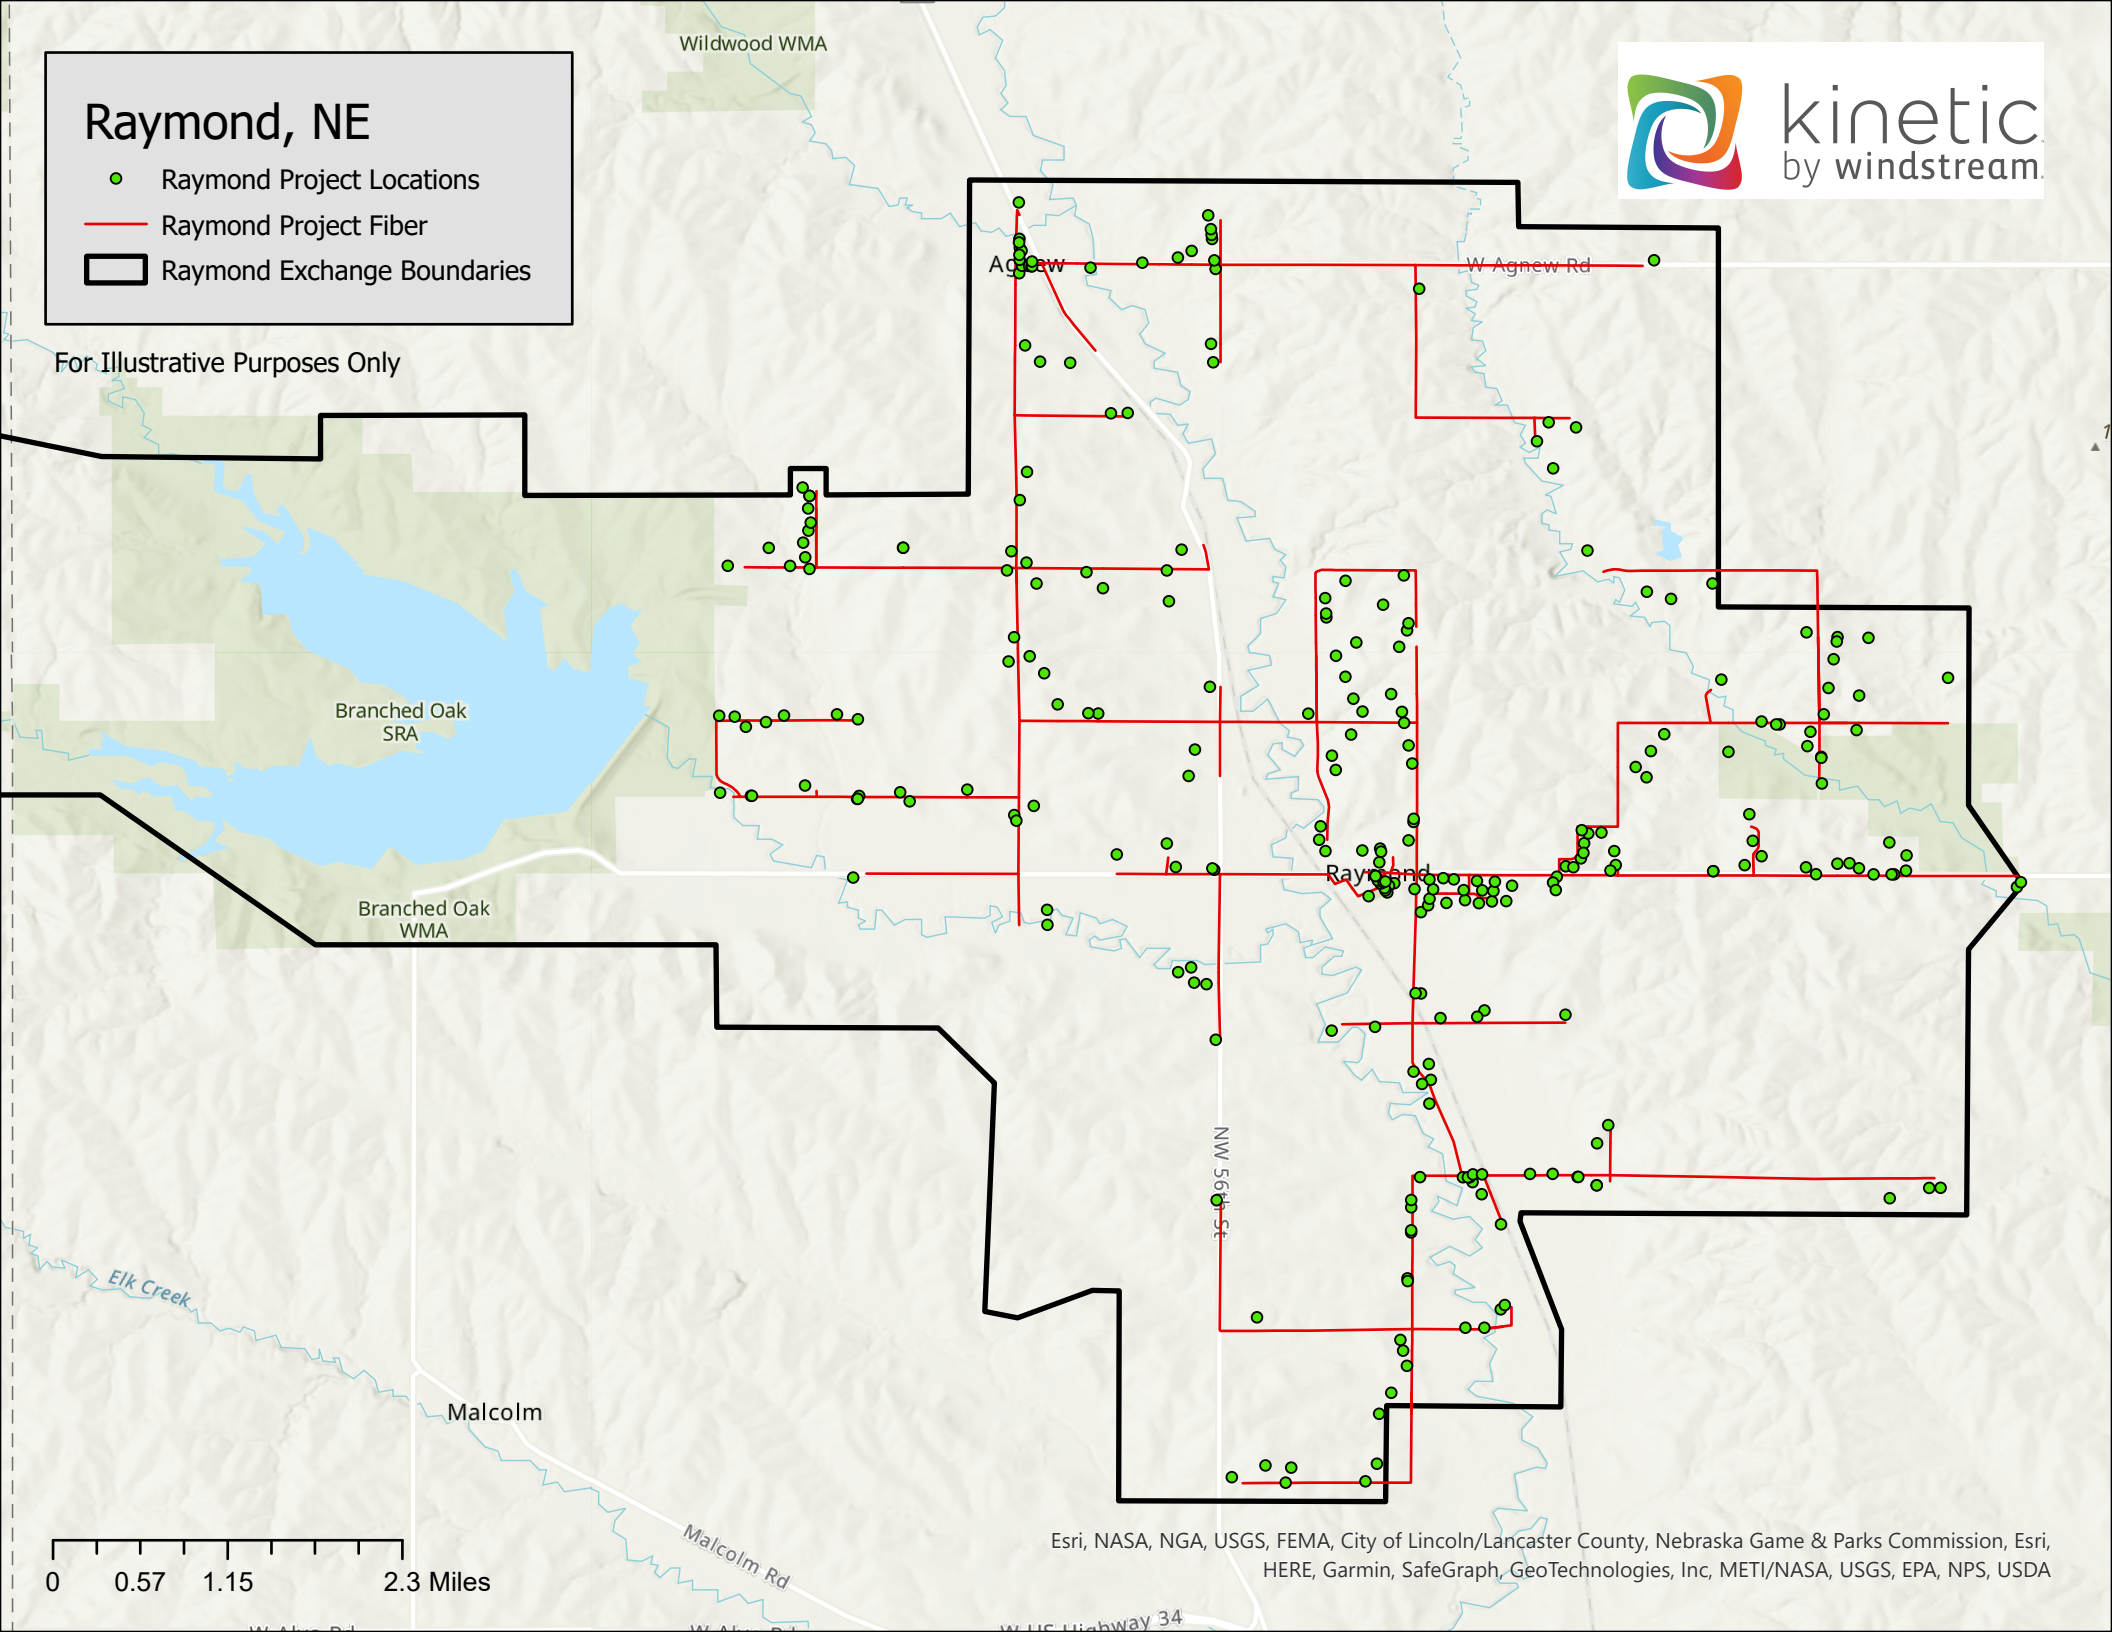 Wildwood WMA
Raymond, NE
Raymond Project Locations
Raymond Project Fiber
Raymond Exchange Boundaries
For Illustrative Purposes Only
kinetic
by windstream.
Agnew
W Agnew Rd
1
Branched Oak
SRA
Raymond
Branched Oak
WMA
NW 56th St
Elk Creek
Malcolm
Malcolm Rd
Esri, NASA, NGA, USGS, FEMA, City of Lincoln/Lancaster County, Nebraska Game & Parks Commission, Esri,
HERE, Garmin, SafeGraph, GeoTechnologies, Inc, METI/NASA, USGS, EPA, NPS, USDA
0 0.57 1.15 2.3 Miles
W US Highway 34